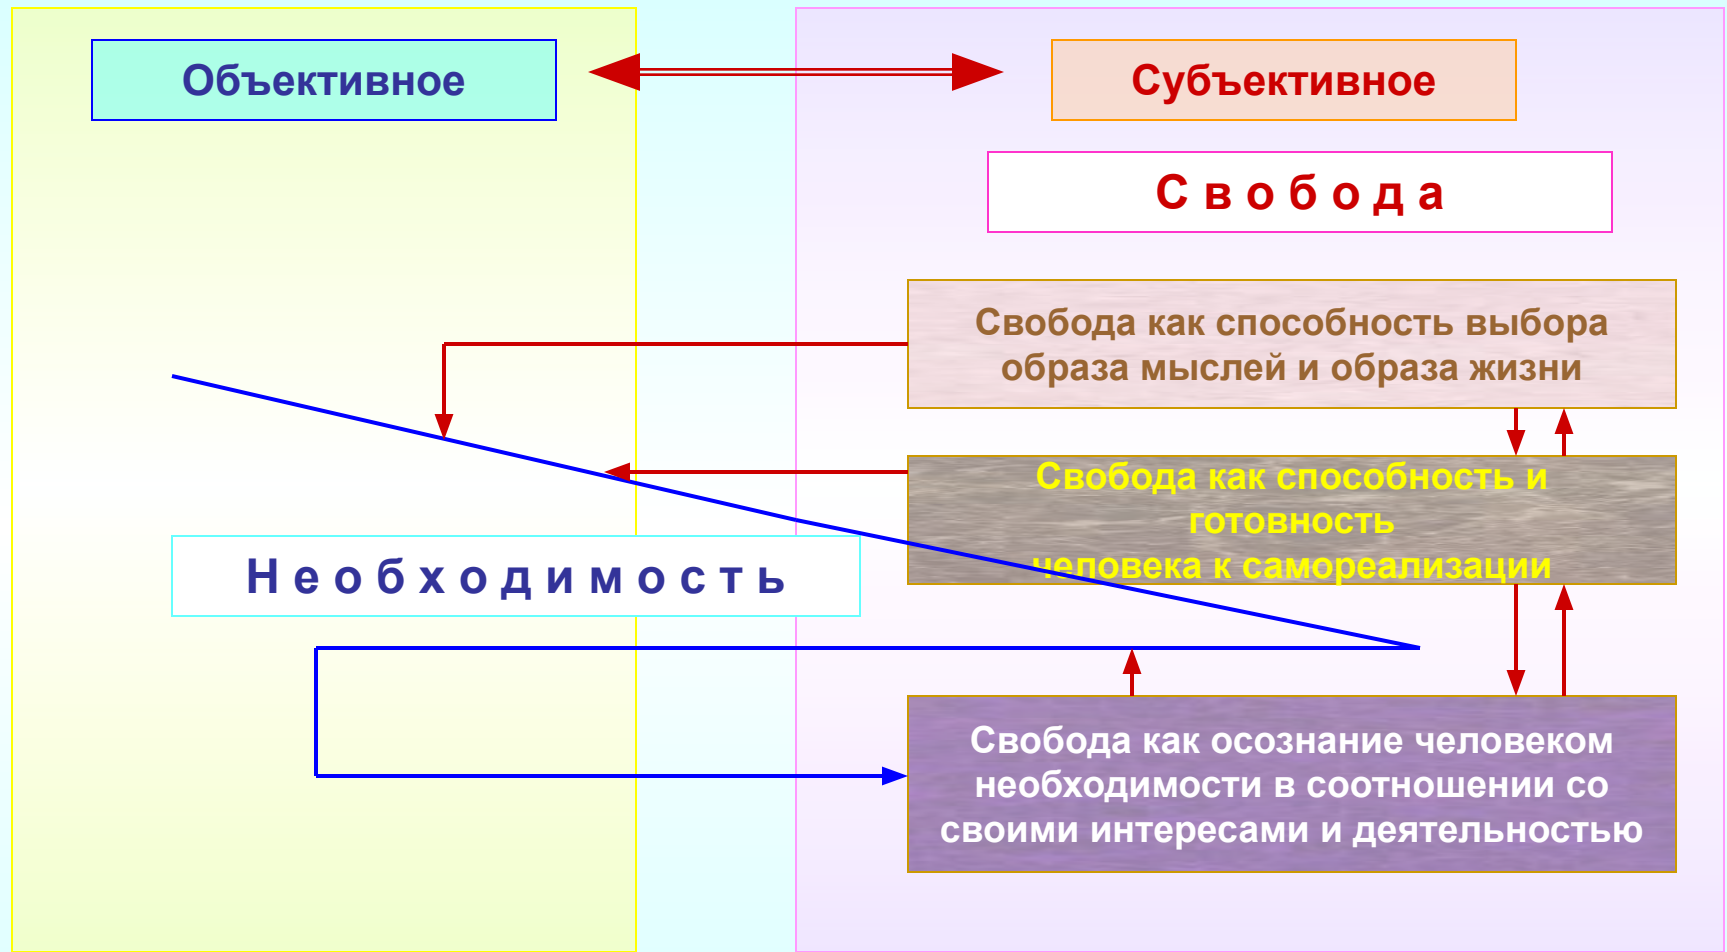 Объективное
Субъективное
С в о б о д а
Свобода как способность выбора
образа мыслей и образа жизни
Свобода как способность и
готовность
человека к самореализации
Н е о б х о д и м о с т ь
Свобода как осознание человеком
необходимости в соотношении со
своими интересами и деятельностью